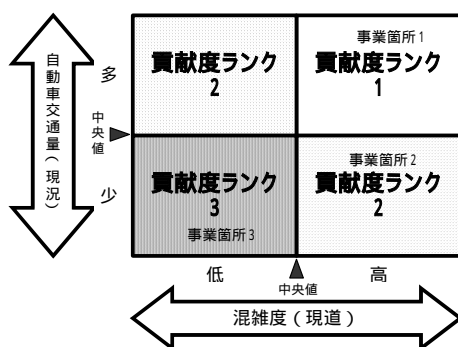 自動車交通量(現況)
多
中央値
少
貢献度ランク
2
事業箇所1
貢献度ランク
1
貢献度ランク
3
事業箇所3
事業箇所2
貢献度ランク
2
低
中央値
高
混雑度(現道)